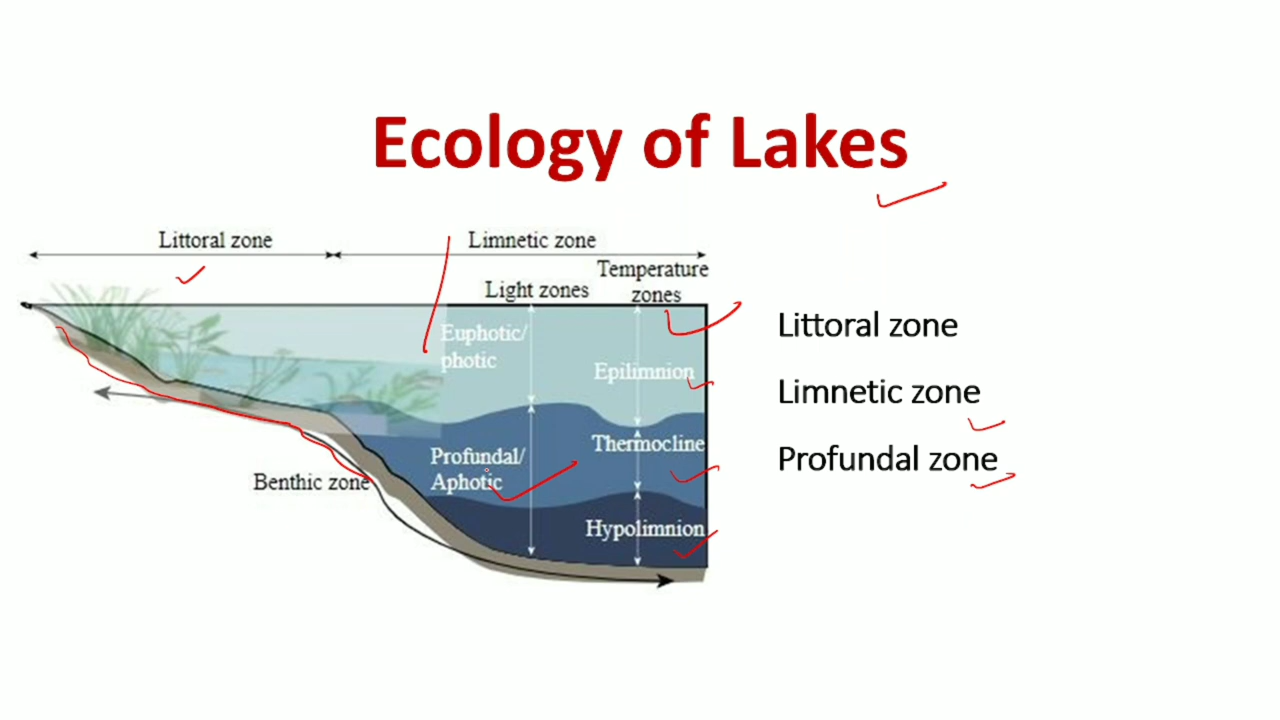 Ecology of Lakes
Littoral zone
Limnetic zone
Light zones
Temperature
zones
Euphotic/
photic
Epilimnion
Profundal/
Aphotic
Thermocline
Hypolimnion
Benthic zone
Littoral zone
Limnetic zone
Profundal zone